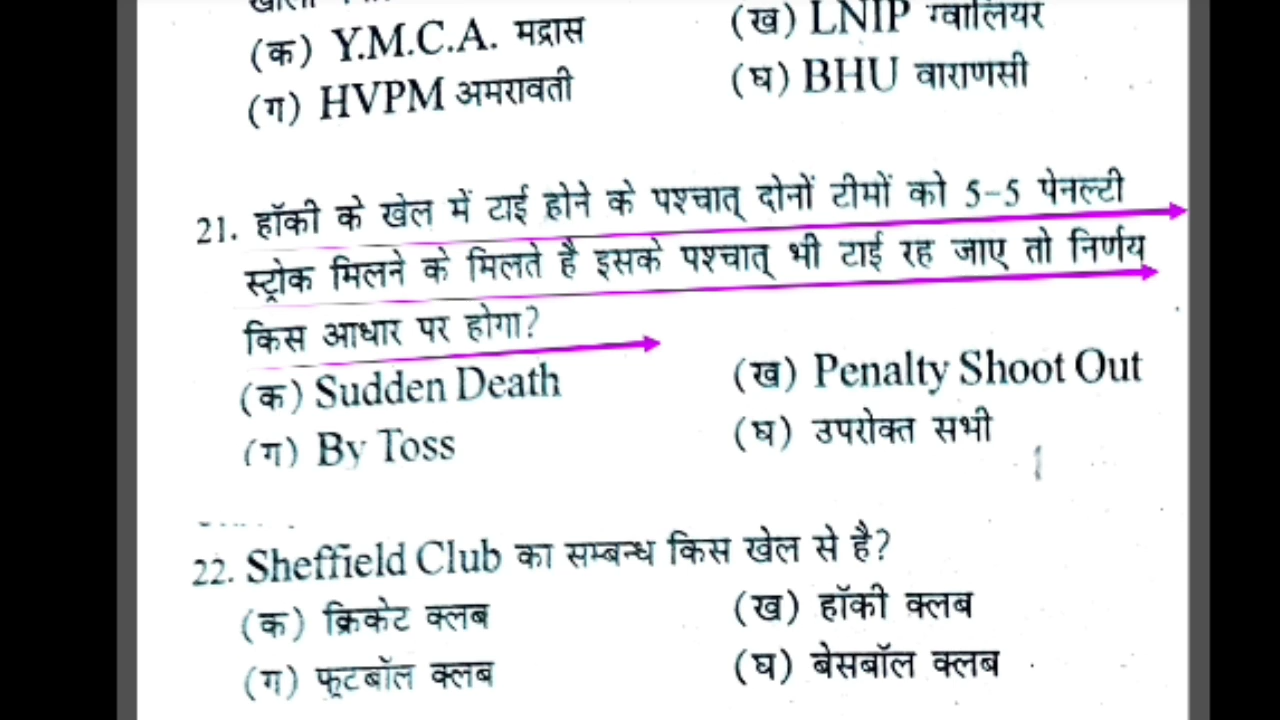 (क) Y.M.C.A. मद्रास (ख) LNIP ग्वालियर
(ग) HVPM अमरावती (घ) BHU वाराणसी
21. हॉकी के खेल में टाई होने के पश्चात् दोनों टीमों को 5-5 पेनल्टी
स्ट्रोक मिलने के मिलते है इसके पश्चात् भी टाई रह जाए तो निर्णय
किस आधार पर होगा?
(क) Sudden Death (ख) Penalty Shoot Out
(ग) By Toss (घ) उपरोक्त सभी
22. Sheffield Club का सम्बन्ध किस खेल से है?
(क) क्रिकेट क्लब (ख) हॉकी क्लब
(ग) फुटबॉल क्लब (घ) बेसबॉल क्लब